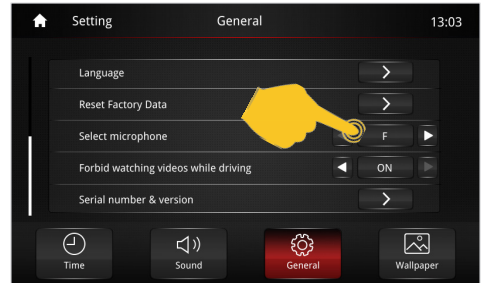 Setting General 13:03
Language
Reset Factory Data
Select microphone F
Forbid watching videos while driving ON
Serial number & version
Time Sound General Wallpaper